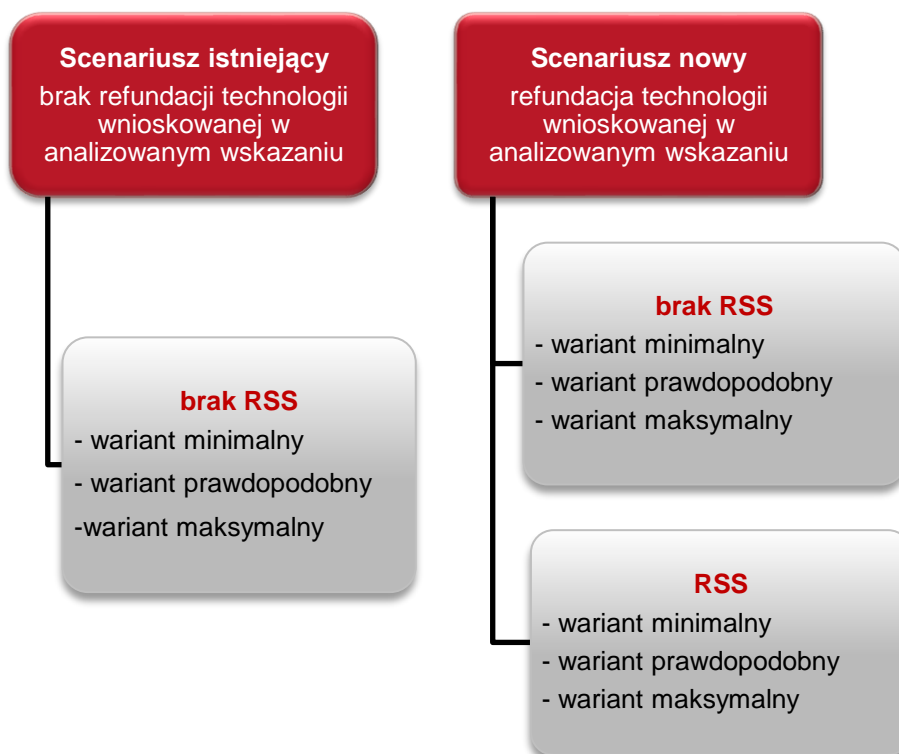 Scenariusz istniejący
brak refundacji technologii
wnioskowanej w
analizowanym wskazaniu
brak RSS
- wariant minimalny
- wariant prawdopodobny
-wariant maksymalny
Scenariusz nowy
refundacja technologii
wnioskowanej w
analizowanym wskazaniu
brak RSS
- wariant minimalny
- wariant prawdopodobny
- wariant maksymalny
RSS
- wariant minimalny
- wariant prawdopodobny
- wariant maksymalny